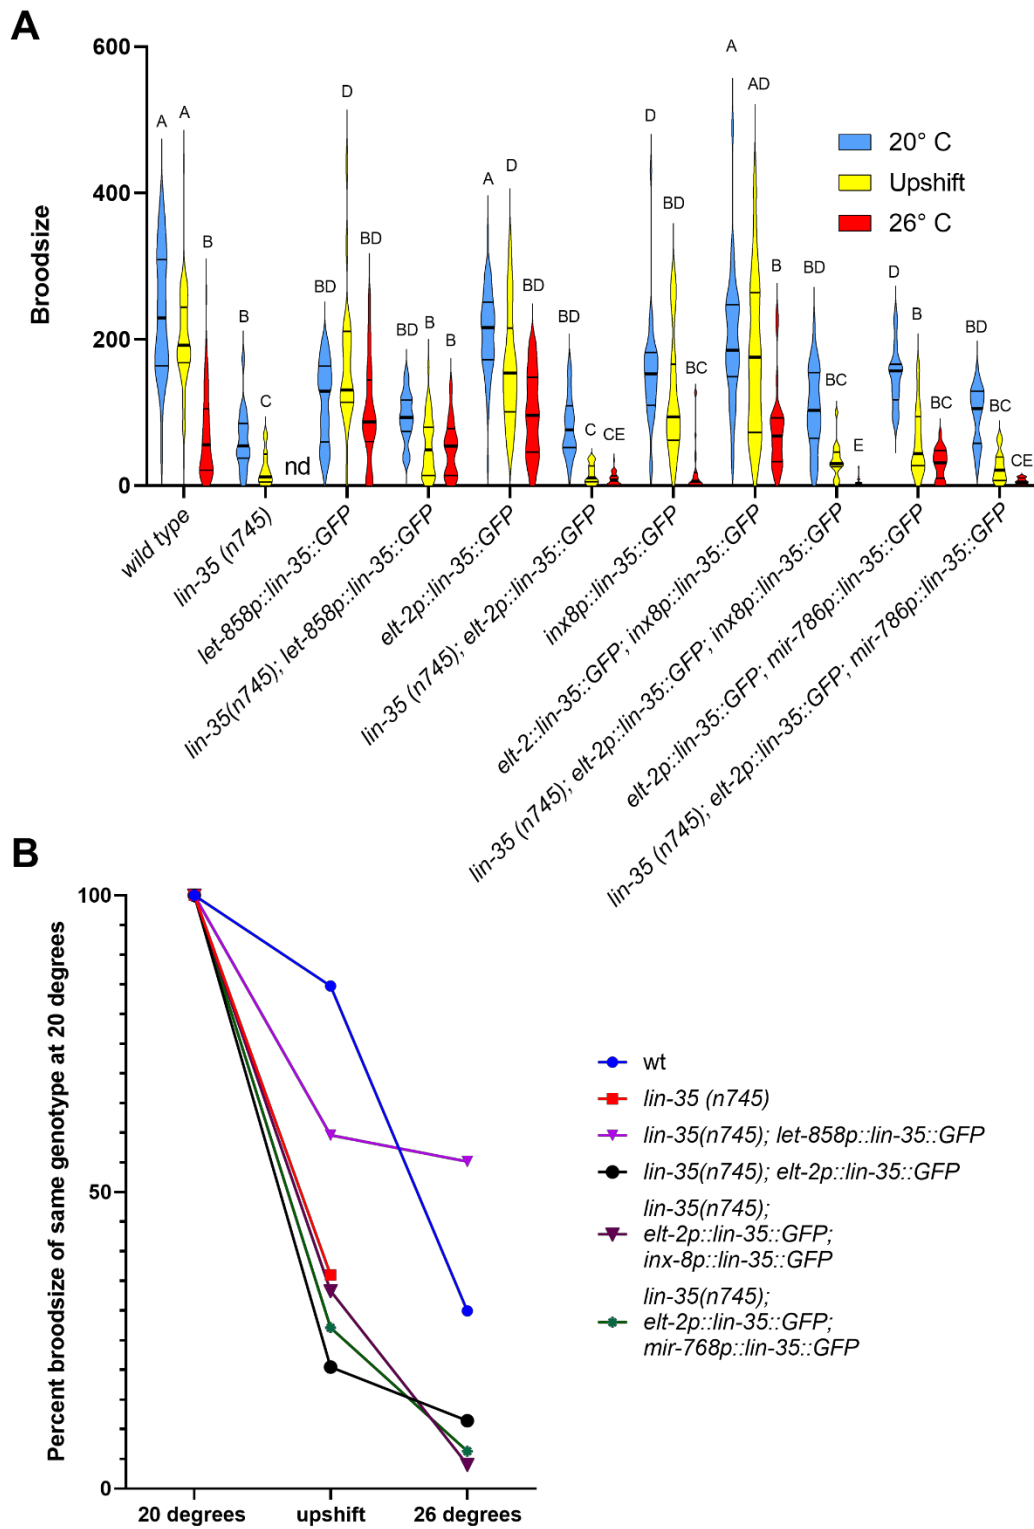 A
600
400
200
0
Broodsize
A
A
B
B
C
nd
BD
D
BD
BD
B
B
A
D
BD
BD
C
CE
D
BD
BC
A
AD
B
BD
BC
E
D
B
BC
BD
BC
CE
20° C
Upshift
26° C
wild type
lin-35 (n745)
let-858p::lin-35::GFP
lin-35(n745); let-858p::lin-35::GFP
elt-2p::lin-35::GFP
lin-35 (n745); elt-2p::lin-35::GFP
inx8p::lin-35::GFP
elt-2::lin-35::GFP; inx8p::lin-35::GFP
lin-35 (n745); elt-2p::lin-35::GFP; inx8p::lin-35::GFP
elt-2p::lin-35::GFP; mir-786p::lin-35::GFP
lin-35 (n745); elt-2p::lin-35::GFP; mir-786p::lin-35::GFP
B
100
50
0
Percent broodsize of same genotype at 20 degrees
20 degrees
upshift
26 degrees
wt
lin-35 (n745)
lin-35(n745); let-858p::lin-35::GFP
lin-35(n745); elt-2p::lin-35::GFP
lin-35(n745);
elt-2p::lin-35::GFP;
inx-8p::lin-35::GFP
lin-35(n745);
elt-2p::lin-35::GFP;
mir-768p::lin-35::GFP